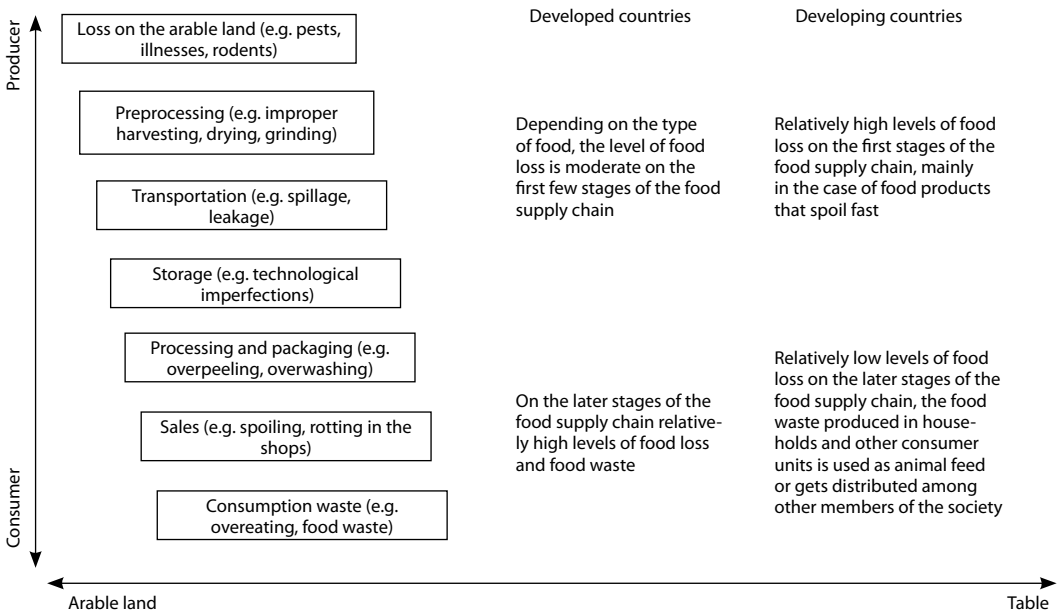 Producer
Consumer
Loss on the arable land (e.g. pests,
illnesses, rodents)
Preprocessing (e.g. improper
harvesting, drying, grinding)
Transportation (e.g. spillage,
leakage)
Storage (e.g. technological
imperfections)
Processing and packaging (e.g.
overpeeling, overwashing)
Sales (e.g. spoiling, rotting in the
shops)
Consumption waste (e.g.
overeating, food waste)
Developed countries
Depending on the type
of food, the level of food
loss is moderate on the
first few stages of the food
supply chain
On the later stages of the
food supply chain relative-
ly high levels of food loss
and food waste
Developing countries
Relatively high levels of food
loss on the first stages of the
food supply chain, mainly
in the case of food products
that spoil fast
Relatively low levels of food
loss on the later stages of the
food supply chain, the food
waste produced in house-
holds and other consumer
units is used as animal feed
or gets distributed among
other members of the society
Arable land
Table